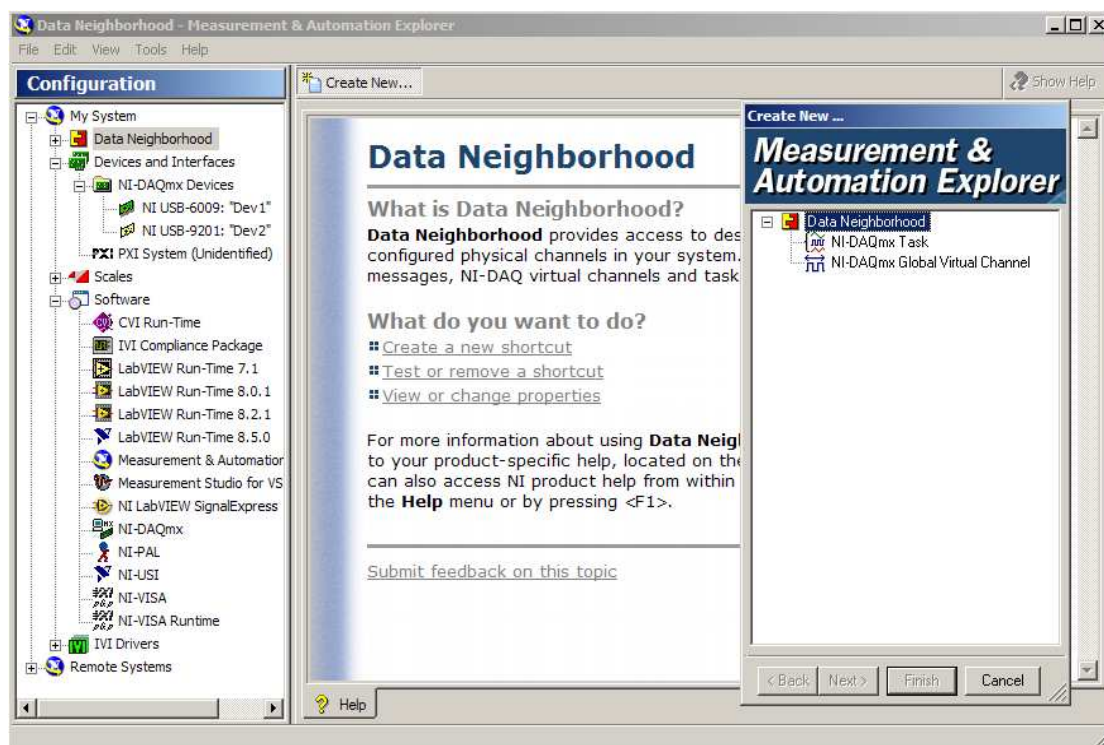 Data Neighborhood - Measurement & Automation Explorer
File Edit View Tools Help
Configuration
My System
Data Neighborhood
Devices and Interfaces
NI-DAQmx Devices
NI USB-6009: "Dev1"
NI USB-9201: "Dev2"
PXI PXI System (Unidentified)
Scales
Software
CVI Run-Time
IVI Compliance Package
LabVIEW Run-Time 7.1
LabVIEW Run-Time 8.0.1
LabVIEW Run-Time 8.2.1
LabVIEW Run-Time 8.5.0
Measurement & Automation
Measurement Studio for VS
NI LabVIEW SignalExpress
NI-DAQmx
NI-PAL
NI-USI
NI-VISA
NI-VISA Runtime
IVI Drivers
Remote Systems
Create New...
Show Help
Data Neighborhood
What is Data Neighborhood?
Data Neighborhood provides access to des
configured physical channels in your system.
messages, NI-DAQ virtual channels and task
What do you want to do?
Create a new shortcut
Test or remove a shortcut
View or change properties
For more information about using Data Neig
to your product-specific help, located on the
can also access NI product help from within
the Help menu or by pressing <F1>.
Submit feedback on this topic
Help
Create New ...
Measurement &
Automation Explorer
Data Neighborhood
NI-DAQmx Task
NI-DAQmx Global Virtual Channel
< Back Next > Finish Cancel